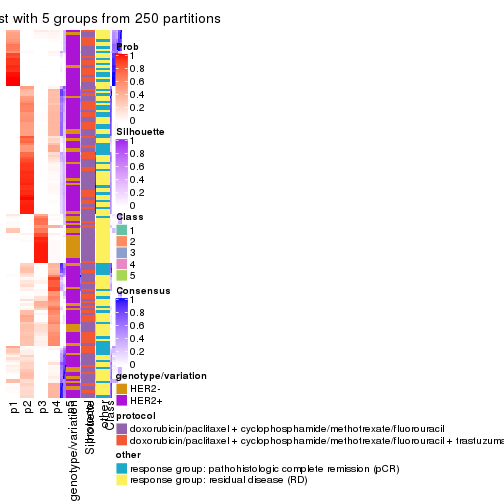 st with 5 groups from 250 partitions
Prob
1
0.8
0.6
0.4
0.2
0
Silhouette
1
0.8
0.6
0.4
0.2
0
Class
1
2
3
4
5
Consensus
1
0.8
0.6
0.4
0.2
0
genotype/variation
HER2-
HER2+
protocol
doxorubicin/paclitaxel + cyclophosphamide/methotrexate/fluorouracil
doxorubicin/paclitaxel + cyclophosphamide/methotrexate/fluorouracil + trastuzuma
other
response group: pathohistologic complete remission (pCR)
response group: residual disease (RD)
p1
p2
p3
p4
genotype/variation
Silhouette
other
Class